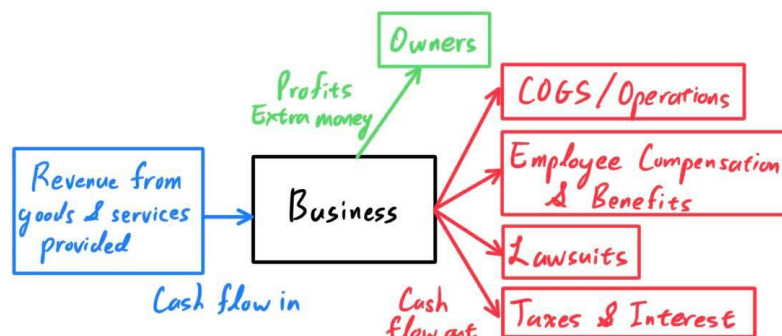 Owners
Profits
Extra money
COGS/Operations
Employee Compensation
& Benefits
Revenue from
goods & services
provided
Business
Lawsuits
Cash flow in
Cash
flow out
Taxes & Interest